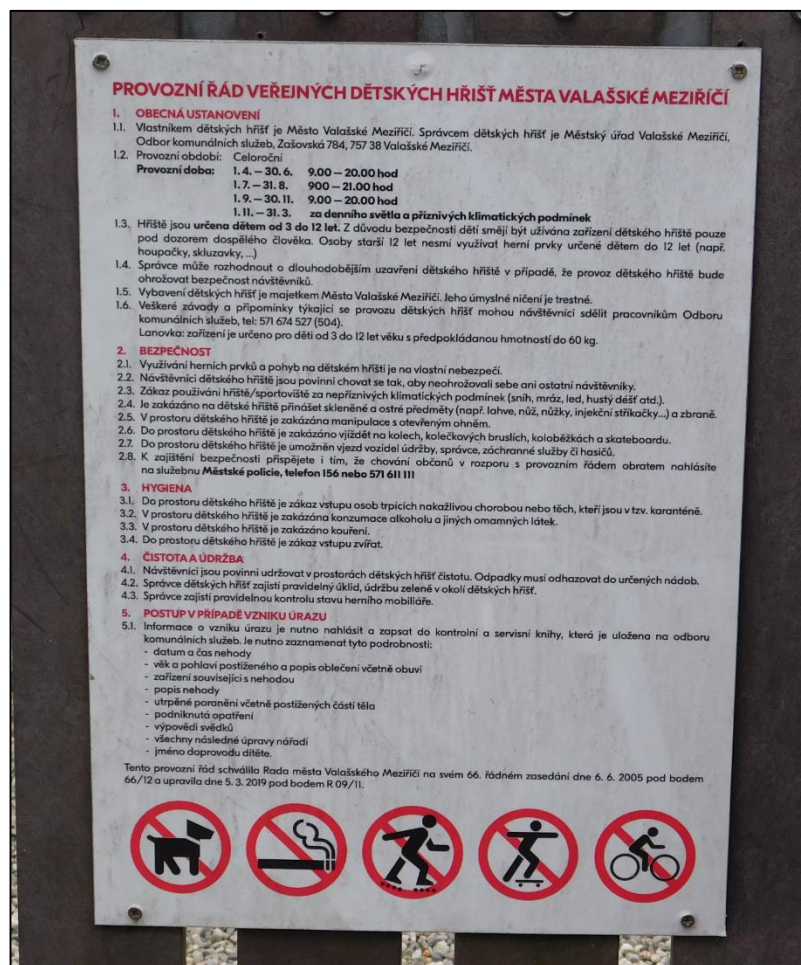 PROVOZNÍ ŘÁD VEŘEJNÝCH DĚTSKÝCH HŘIŠŤ MĚSTA VALAŠSKÉ MEZIŘÍČÍ
1. OBECNÁ USTANOVENÍ
1.1. Vlastníkem dětských hřišť je Město Valašské Meziříčí. Správcem dětských hřišť je Městský úřad Valašské Meziříčí,
Odbor komunálních služeb, Zašovská 784, 757 38 Valašské Meziříčí.
1.2. Provozní období: Celoroční
Provozní doba: 1. 4. – 30. 6. 9.00 – 20.00 hod
1. 7. – 31. 8. 900 – 21.00 hod
1. 9. – 30. 11. 9.00 – 20.00 hod
1. 11. – 31. 3. za denního světla a příznivých klimatických podmínek
1.3. Hřiště jsou určena dětem od 3 do 12 let. Z důvodu bezpečnosti děti smějí být užívána zařízení dětského hřiště pouze
pod dozorem dospělého člověka. Osoby starší 12 let nesmí využívat herní prvky určené dětem do 12 let (např.
houpačky, skluzavky, ...)
1.4. Správce může rozhodnout o dlouhodobějším uzavření dětského hřiště v případě, že provoz dětského hřiště bude
ohrožovat bezpečnost návštěvníků.
1.5. Vybavení dětských hřišť je majetkem Města Valašské Meziříčí. Jeho úmyslné ničení je trestné.
1.6. Veškeré závady a připomínky týkající se provozu dětských hřišť mohou návštěvníci sdělit pracovníkům Odboru
komunálních služeb, tel: 571 674 527 (504).
Lanovka: zařízení je určeno pro děti od 3 do 12 let věku s předpokládanou hmotností do 60 kg.
2. BEZPEČNOST
2.1. Využívání herních prvků a pohyb na dětském hřišti je na vlastní nebezpečí.
2.2. Návštěvníci dětského hřiště jsou povinni chovat se tak, aby neohrožovali sebe ani ostatní návštěvníky.
2.3. Zákaz používání hřiště/sportoviště za nepříznivých klimatických podmínek (sníh, mráz, led, hustý déšť atd.).
2.4. Je zakázáno na dětské hřiště přinášet skleněné a ostré předměty (např. lahve, nůž, nůžky, injekční stříkačky...) a zbraně.
2.5. V prostoru dětského hřiště je zakázána manipulace s otevřeným ohněm.
2.6. Do prostoru dětského hřiště je zakázáno vjíždět na kolech, kolečkových bruslích, koloběžkách a skateboardu.
2.7. Do prostoru dětského hřiště je umožněn vjezd vozidel údržby, správce, záchranné služby či hasičů.
2.8. K zajištění bezpečnosti přispějete i tím, že chování občanů v rozporu s provozním řádem obratem nahlásíte
na služebnu Městské policie, telefon 156 nebo 571 611 111
3. HYGIENA
3.1. Do prostoru dětského hřiště je zákaz vstupu osob trpících nakažlivou chorobou nebo těch, kteří jsou v tzv. karanténě.
3.2. V prostoru dětského hřiště je zakázána konzumace alkoholu a jiných omamných látek.
3.3. V prostoru dětského hřiště je zakázáno kouření.
3.4. Do prostoru dětského hřiště je zákaz vstupu zvířat.
4. ČISTOTA A ÚDRŽBA
4.1. Návštěvníci jsou povinni udržovat v prostorách dětských hřišť čistotu. Odpadky musí odhazovat do určených nádob.
4.2. Správce dětských hřišť zajistí pravidelný úklid, údržbu zeleně v okolí dětských hřišť.
4.3. Správce zajistí pravidelnou kontrolu stavu herního mobiliáře.
5. POSTUP V PŘÍPADĚ VZNIKU ÚRAZU
5.1. Informace o vzniku úrazu je nutno nahlásit a zapsat do kontrolní a servisní knihy, která je uložena na odboru
komunálních služeb. Je nutno zaznamenat tyto podrobnosti:
- datum a čas nehody
- věk a pohlaví postiženého a popis oblečení včetně obuvi
- zařízení související s nehodou
- popis nehody
- utrpěné poranění včetně postižených částí těla
- podniknutá opatření
- výpovědi svědků
- všechny následné úpravy nářadí
- jméno doprovodu dítěte.
Tento provozní řád schválila Rada města Valašského Meziříčí na svém 66. řádném zasedání dne 6. 6. 2005 pod bodem
66/12 a upravila dne 5. 3. 2019 pod bodem R 09/11.